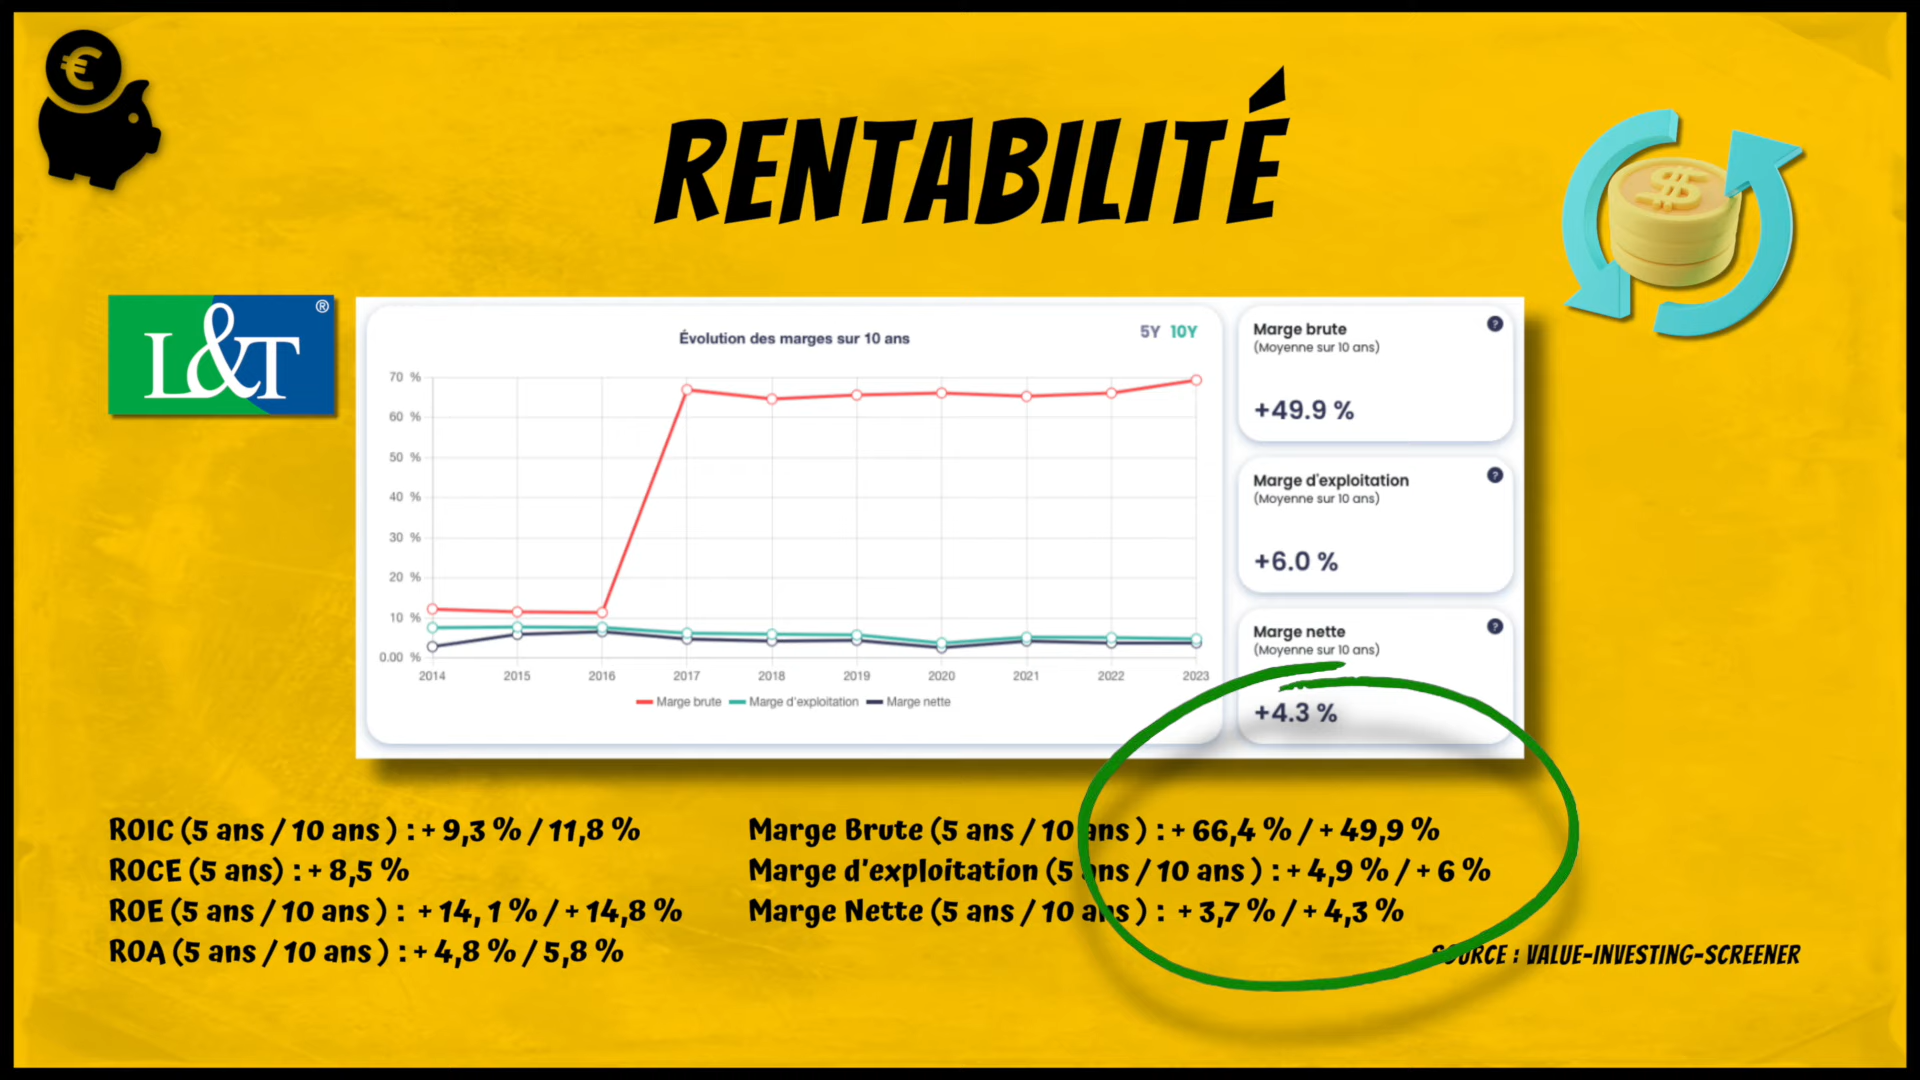 €
RENTABILITÉ
$
L&T
®
Évolution des marges sur 10 ans
5Y 10Y
70 %
60 %
50 %
40 %
30 %
20 %
10 %
0.00 %
2014 2015 2016 2017 2018 2019 2020 2021 2022 2023
Marge brute Marge d'exploitation Marge nette
Marge brute ?
(Moyenne sur 10 ans)
+49.9 %
Marge d'exploitation ?
(Moyenne sur 10 ans)
+6.0 %
Marge nette ?
(Moyenne sur 10 ans)
+4.3 %
ROIC (5 ans / 10 ans ) : + 9,3 % / 11,8 %
ROCE (5 ans) : + 8,5 %
ROE (5 ans / 10 ans ) : + 14, 1 % / + 14,8 %
ROA (5 ans / 10 ans ) : + 4,8 % / 5,8 %
Marge Brute (5 ans / 10 ans ) : + 66,4 % / + 49,9 %
Marge d'exploitation (5 ans / 10 ans ) : + 4,9 % / + 6 %
Marge Nette (5 ans / 10 ans ) : + 3,7 % / + 4,3 %
SOURCE : VALUE-INVESTING-SCREENER